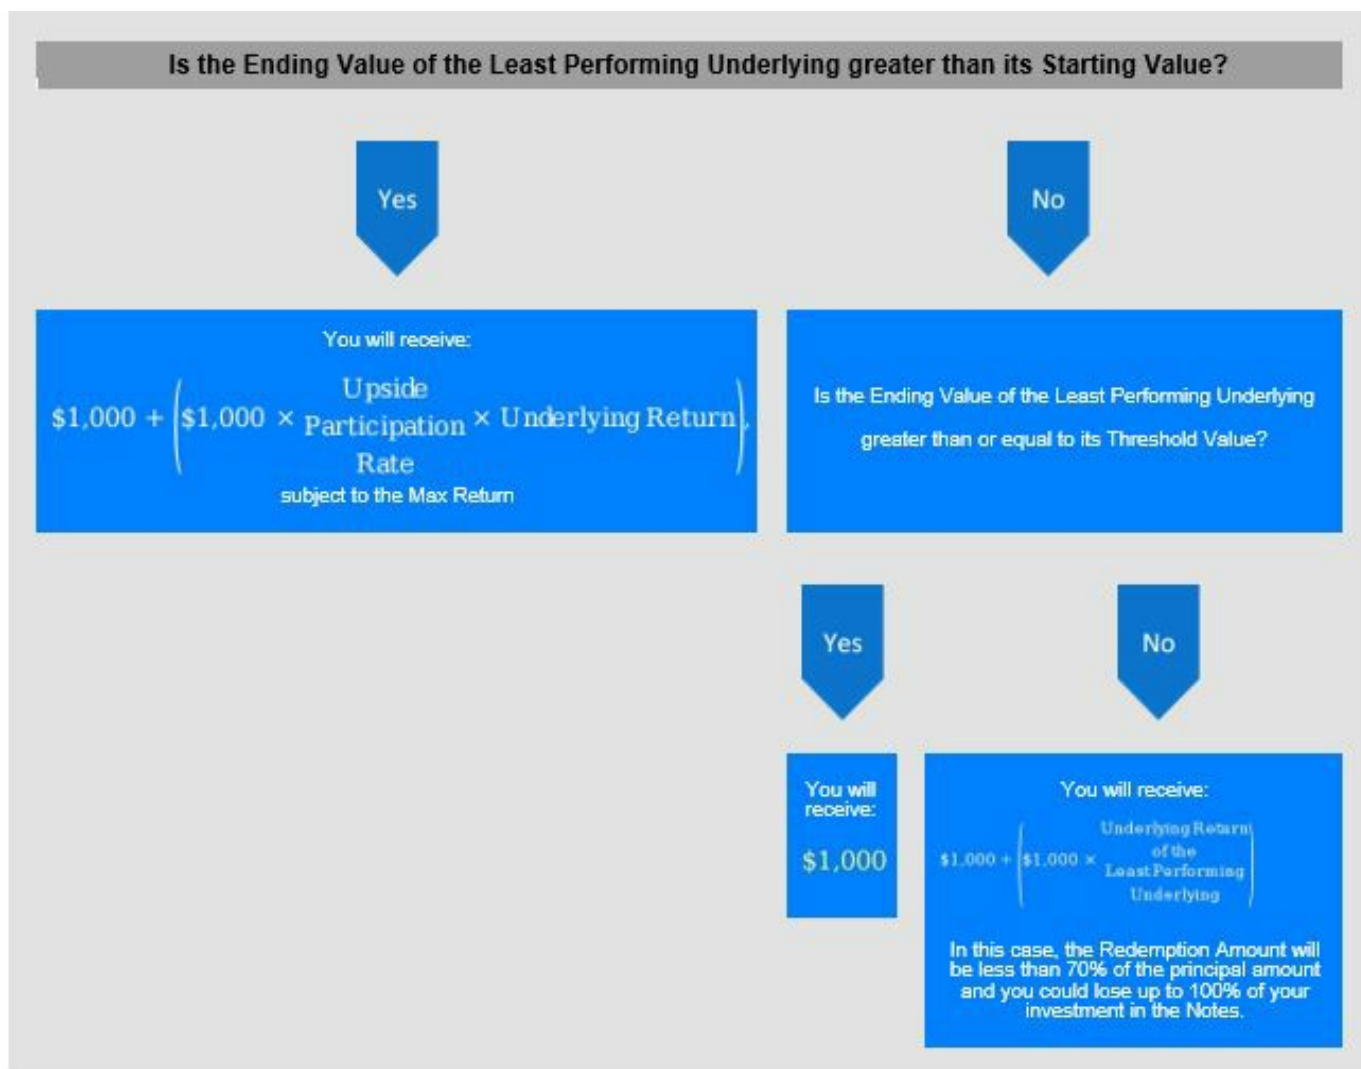 Is the Ending Value of the Least Performing Underlying greater than its Starting Value?
Yes
No
You will receive:
$1,000 + ($1,000 × Upside Participation Rate × Underlying Return),
subject to the Max Return
Is the Ending Value of the Least Performing Underlying
greater than or equal to its Threshold Value?
Yes
No
You will
receive:
$1,000
You will receive:
$1,000 + ($1,000 × Underlying Return of the Least Performing Underlying)
In this case, the Redemption Amount will
be less than 70% of the principal amount
and you could lose up to 100% of your
investment in the Notes.